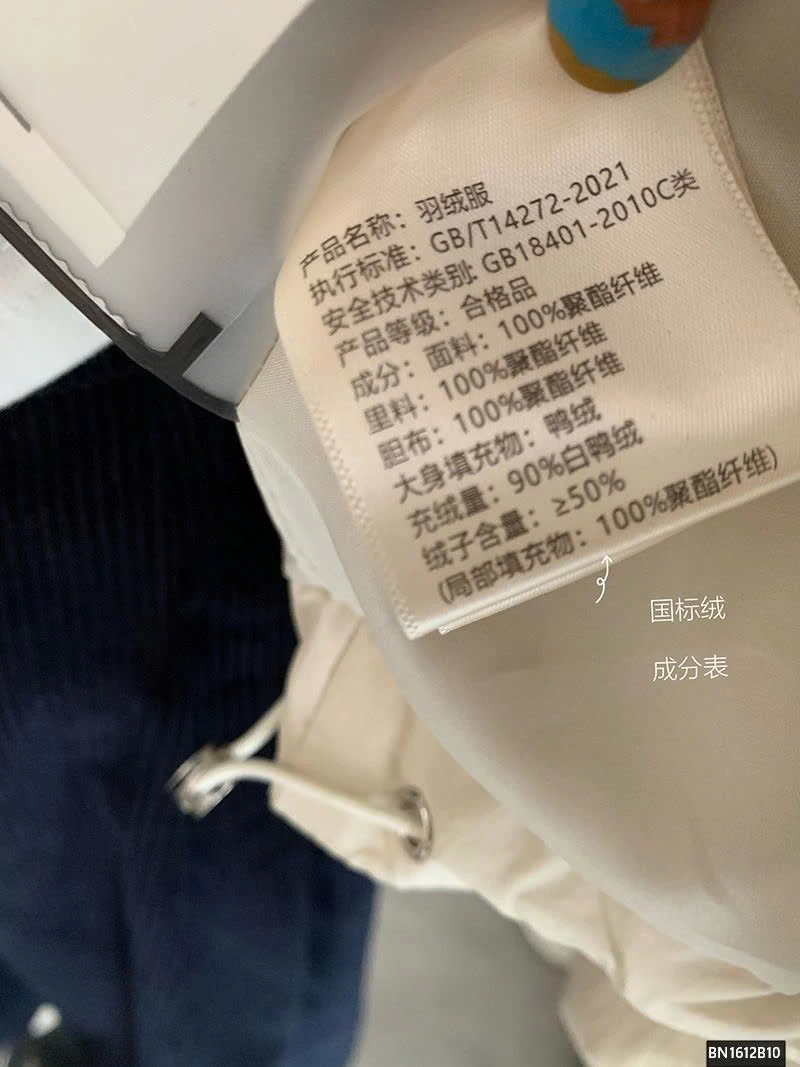 产品名称：羽绒服
执行标准：GB/T14272-2021
安全技术类别: GB18401-2010C类
产品等级：合格品
成分：面料：100%聚酯纤维
里料：100%聚酯纤维
胆布：100%聚酯纤维
大身填充物：鸭绒
充绒量：90%白鸭绒
绒子含量：≥50%
(局部填充物：100%聚酯纤维)
国标绒
成分表
BN1612B10